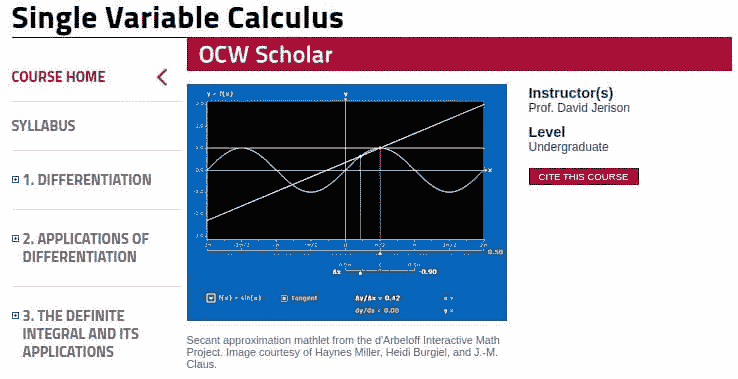 Single Variable Calculus
OCW Scholar
COURSE HOME
SYLLABUS
1. DIFFERENTIATION
2. APPLICATIONS OF
DIFFERENTIATION
3. THE DEFINITE
INTEGRAL AND ITS
APPLICATIONS
y = f(x)
y
x
0.50
Δx
-0.90
f(x) = sin(x)
Tangent
Δy/Δx = 0.42
dy/dx = 0.00
Secant approximation mathlet from the d'Arbeloff Interactive Math
Project. Image courtesy of Haynes Miller, Heidi Burgiel, and J.-M.
Claus.
Instructor(s)
Prof. David Jerison
Level
Undergraduate
CITE THIS COURSE